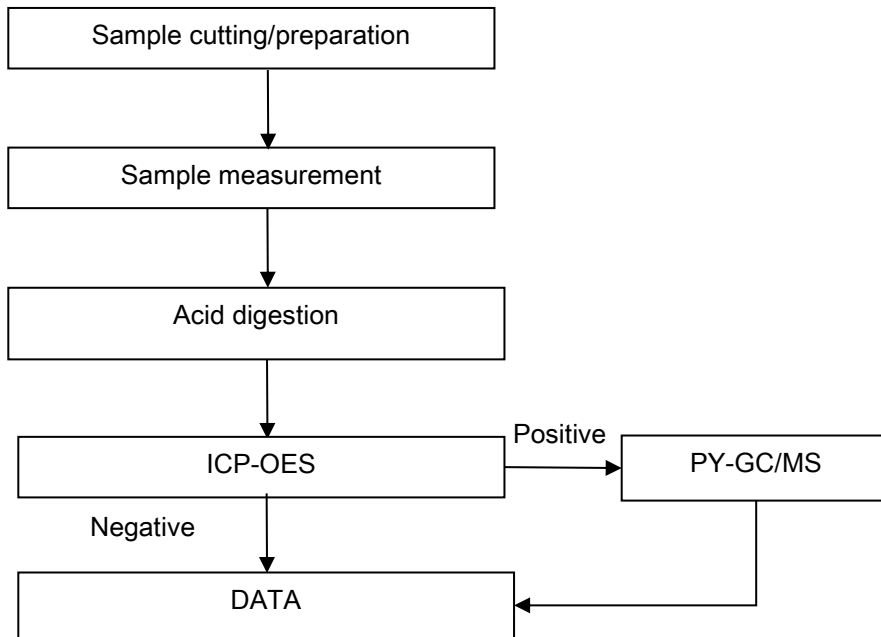 Sample cutting/preparation
Sample measurement
Acid digestion
ICP-OES
Positive
PY-GC/MS
Negative
DATA